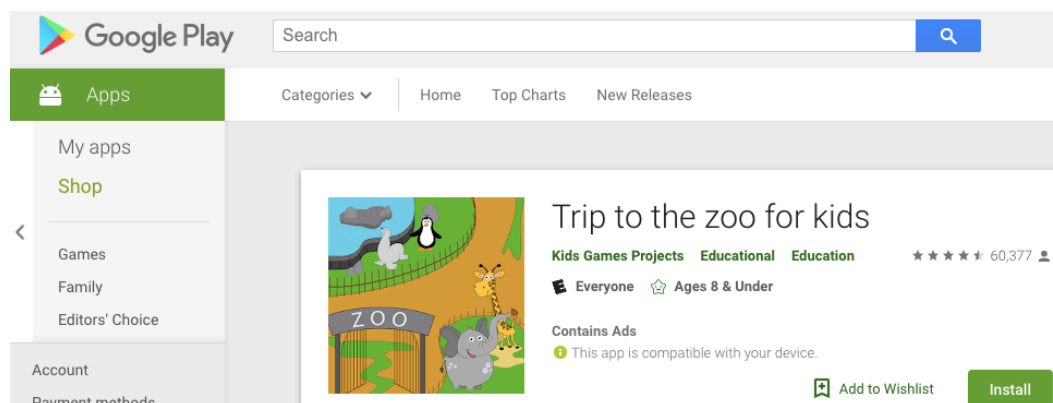 Google Play
Search
Apps
Categories
Home
Top Charts
New Releases
My apps
Shop
Games
Family
Editors' Choice
Account
Payment methods
ZOO
Trip to the zoo for kids
Kids Games Projects Educational Education 60,377
E Everyone Ages 8 & Under
Contains Ads
This app is compatible with your device.
Add to Wishlist
Install